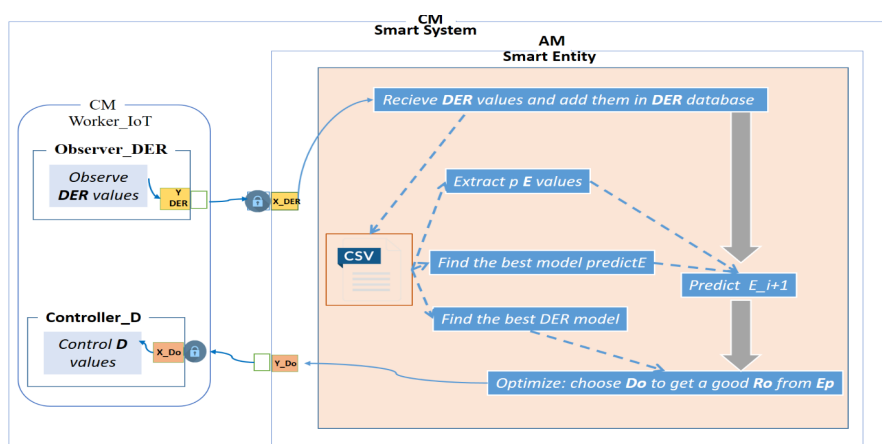 CM
Smart System
AM
Smart Entity
CM
Worker_IoT
Observer_DER
Observe
DER values
Y
DER
X_DER
Recieve DER values and add them in DER database
Extract p E values
CSV
Find the best model predictE
Predict E_i+1
Find the best DER model
Controller_D
Control D
values
X_Do
Y_Do
Optimize: choose Do to get a good Ro from Ep